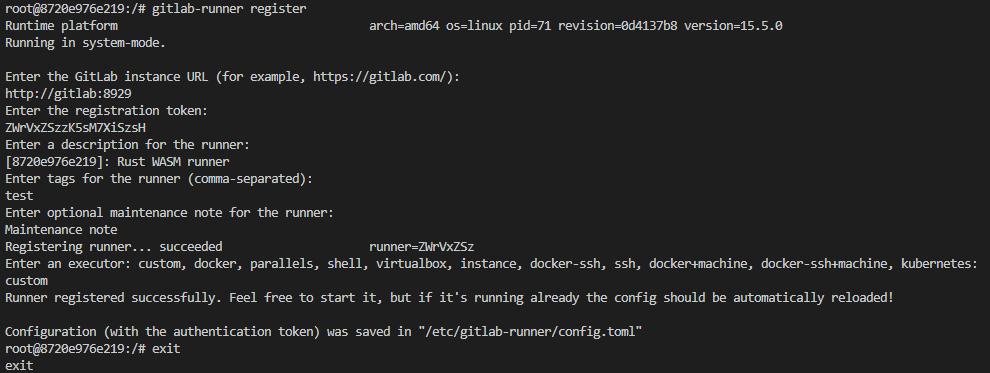 root@8720e976e219:/# gitlab-runner register
Runtime platform                                    arch=amd64 os=linux pid=71 revision=0d4137b8 version=15.5.0
Running in system-mode.

Enter the GitLab instance URL (for example, https://gitlab.com/):
http://gitlab:8929
Enter the registration token:
ZWrVxZSzzK5sM7XiSzsH
Enter a description for the runner:
[8720e976e219]: Rust WASM runner
Enter tags for the runner (comma-separated):
test
Enter optional maintenance note for the runner:
Maintenance note
Registering runner... succeeded                     runner=ZWrVxZSz
Enter an executor: custom, docker, parallels, shell, virtualbox, instance, docker-ssh, ssh, docker+machine, docker-ssh+machine, kubernetes:
custom
Runner registered successfully. Feel free to start it, but if it's running already the config should be automatically reloaded!

Configuration (with the authentication token) was saved in "/etc/gitlab-runner/config.toml"
root@8720e976e219:/# exit
exit